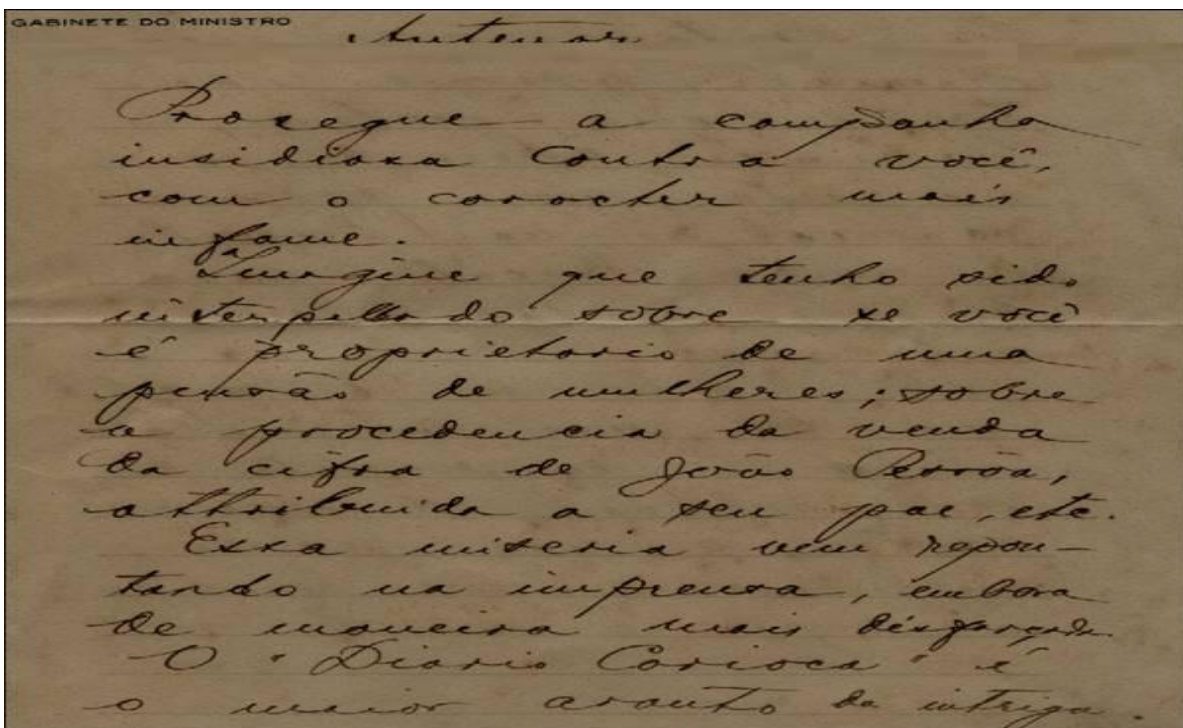 GABINETE DO MINISTRO
Antenor
Prosegue a campanha
insidiosa contra você,
com o caracter mais
infame.
Imagine que tenho sido
interpellado sobre se você
é proprietario de uma
pensão de mulheres; sobre
a procedencia da venda
da cifra de João Pessôa,
attribuida a seu pae, etc.
Essa miseria vem repon-
tando na imprensa, embora
de maneira mais disfarçada.
O "Diario Carioca" é
o maior arauto da intriga.